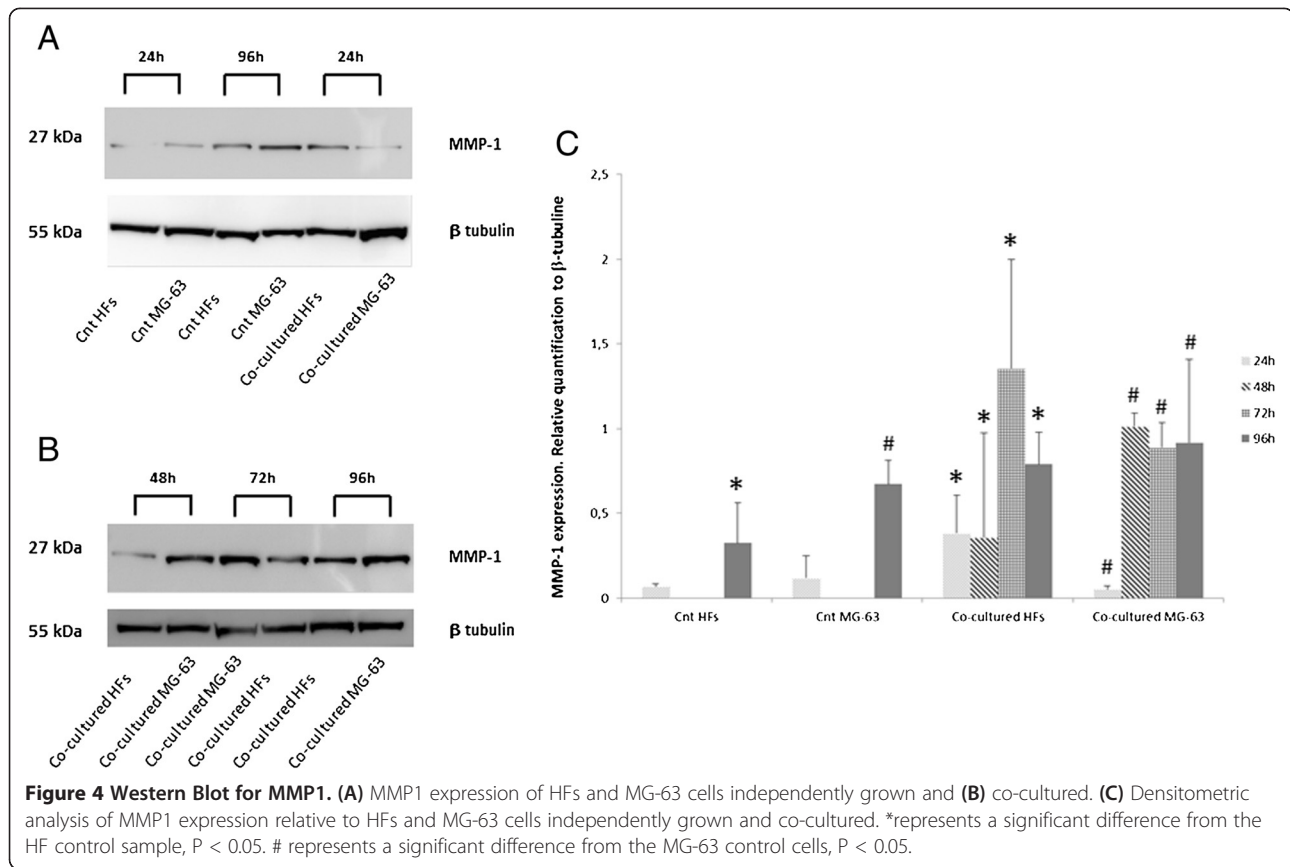 A
24h 96h 24h
27 kDa MMP-1
55 kDa β tubulin
Cnt HFs
Cnt MG-63
Cnt HFs
Cnt MG-63
Co-cultured HFs
Co-cultured MG-63
B
48h 72h 96h
27 kDa MMP-1
55 kDa β tubulin
Co-cultured HFs
Co-cultured MG-63
Co-cultured MG-63
Co-cultured HFs
Co-cultured HFs
Co-cultured MG-63
C
MMP-1 expression. Relative quantification to β-tubuline
2,5
2
1,5
1
0,5
0
* # * * * * # # # #
Cnt HFs Cnt MG-63 Co-cultured HFs Co-cultured MG-63
24h
48h
72h
96h
Figure 4 Western Blot for MMP1. (A) MMP1 expression of HFs and MG-63 cells independently grown and (B) co-cultured. (C) Densitometric
analysis of MMP1 expression relative to HFs and MG-63 cells independently grown and co-cultured. *represents a significant difference from the
HF control sample, P < 0.05. # represents a significant difference from the MG-63 control cells, P < 0.05.